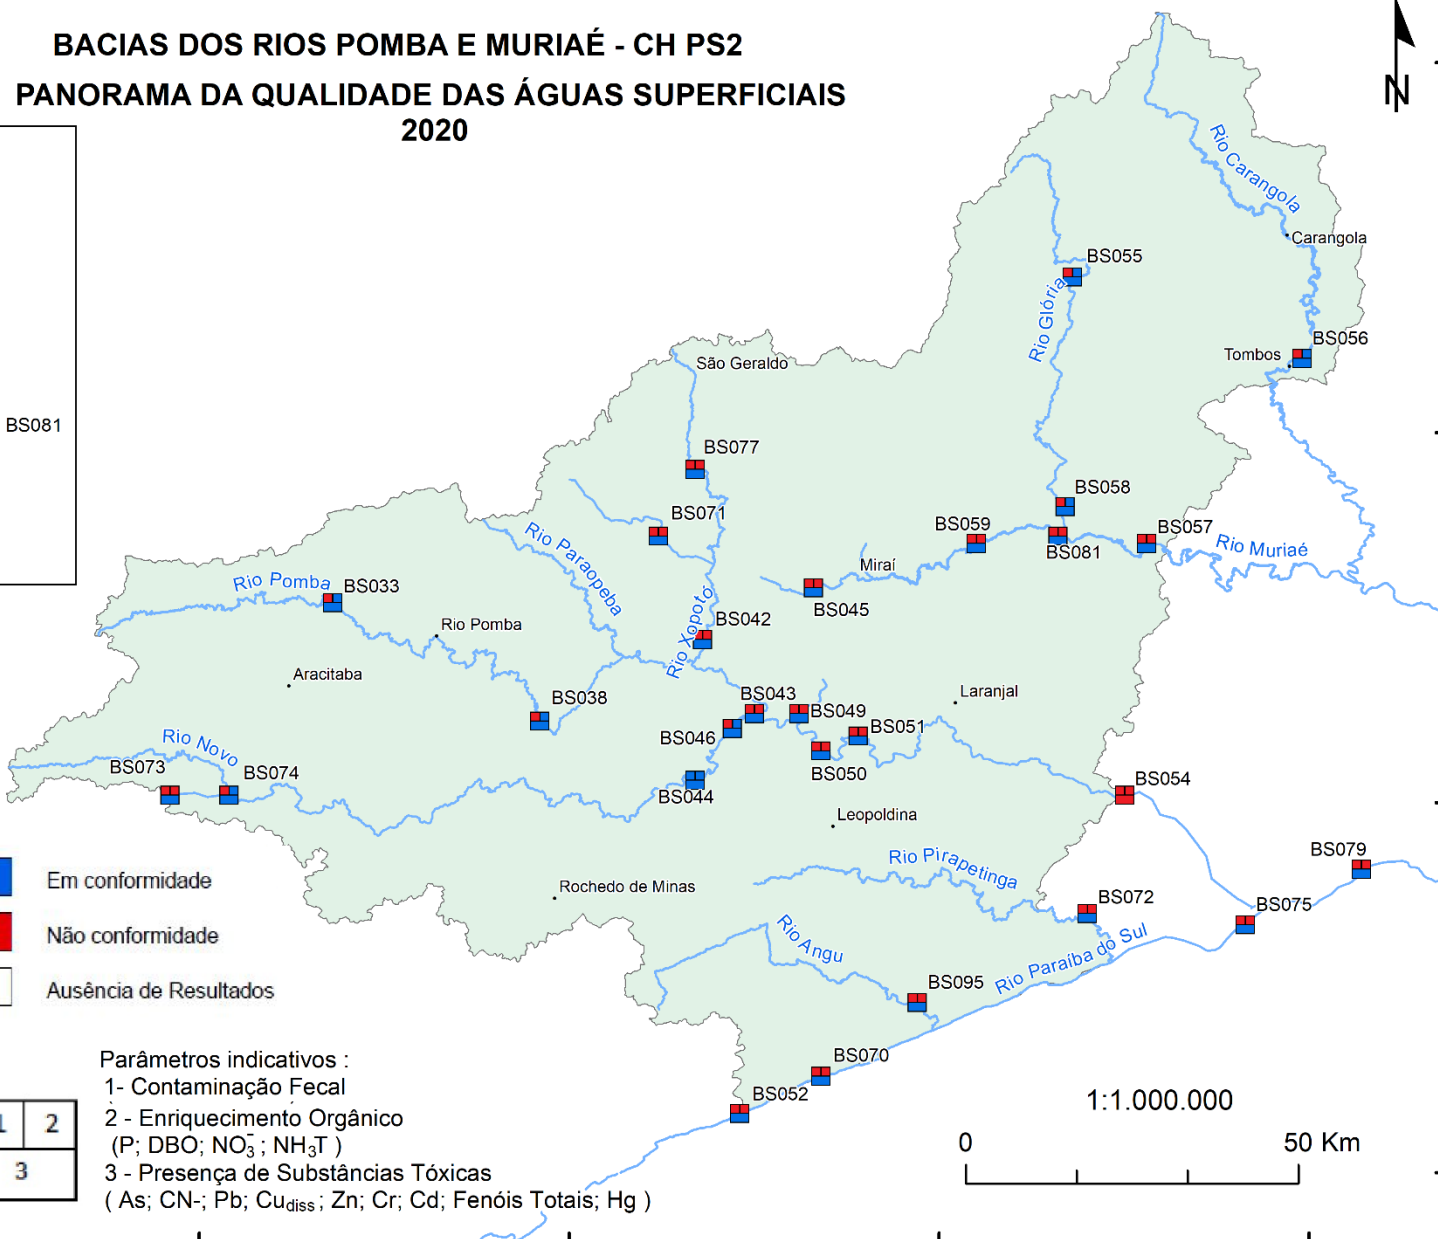 BACIAS DOS RIOS POMBA E MURIAÉ - CH PS2
PANORAMA DA QUALIDADE DAS ÁGUAS SUPERFICIAIS
2020
N
Rio Carangola
Carangola
BS055
Rio Glória
BS056
Tombos
São Geraldo
BS081
BS077
BS058
BS071
BS059
BS057
Rio Paraopeba
BS081
Rio Muriaé
Miraí
Rio Pomba
BS033
BS045
Rio Xopotó
BS042
Rio Pomba
Aracitaba
BS038
BS043
Laranjal
BS049
BS051
BS046
Rio Novo
BS073
BS074
BS050
BS044
BS054
Leopoldina
BS079
Rio Pirapetinga
Em conformidade
Rochedo de Minas
BS072
BS075
Não conformidade
Rio Angu
Rio Paraíba do Sul
Ausência de Resultados
BS095
BS070
BS052
Parâmetros indicativos :
1- Contaminação Fecal
1 2
2 - Enriquecimento Orgânico
(P; DBO; NO₃⁻; NH₃T )
3
3 - Presença de Substâncias Tóxicas
( As; CN-; Pb; Cudiss ; Zn; Cr; Cd; Fenóis Totais; Hg )
1:1.000.000
0 50 Km